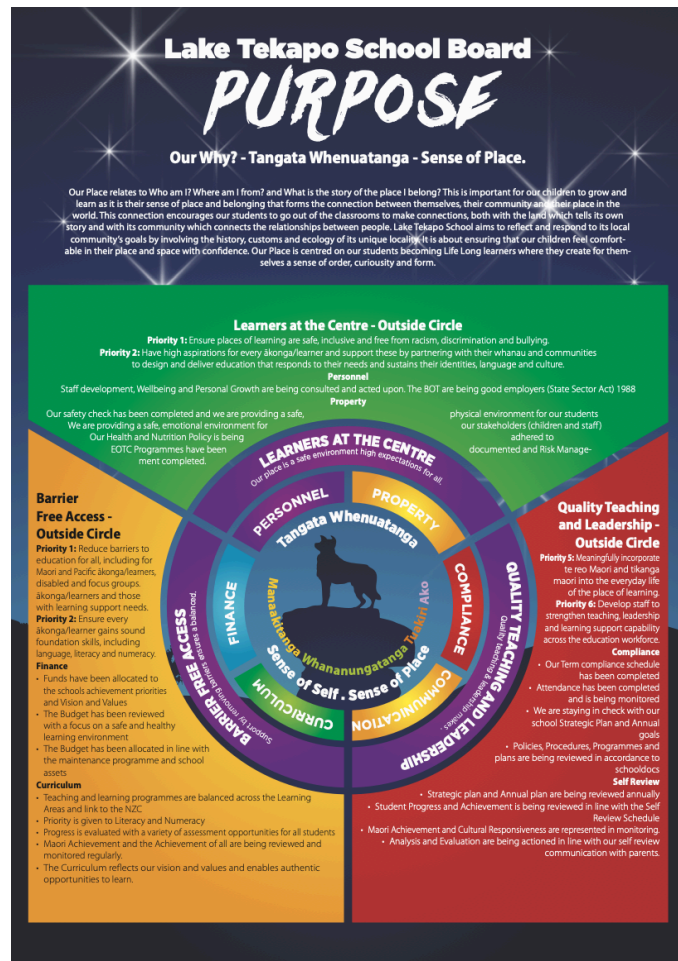 Lake Tekapo School Board
PURPOSE
Our Why? - Tangata Whenuatanga - Sense of Place.
Our Place relates to Who am I? Where am I from? and What is the story of the place I belong? This is important for our children to grow and
learn as it is their sense of place and belonging that forms the connection between themselves, their community and their place in the
world. This connection encourages our students to go out of the classrooms to make connections, both with the land which tells its own
story and with its community which connects the relationships between people. Lake Tekapo School aims to reflect and respond to its local
community's goals by involving the history, customs and ecology of its unique locality. It is about ensuring that our children feel comfort-
able in their place and space with confidence. Our Place is centred on our students becoming Life Long learners where they create for them-
selves a sense of order, curiousity and form.
Learners at the Centre - Outside Circle
Priority 1: Ensure places of learning are safe, inclusive and free from racism, discrimination and bullying.
Priority 2: Have high aspirations for every ākonga/learner and support these by partnering with their whanau and communities
to design and deliver education that responds to their needs and sustains their identities, language and culture.
Personnel
Staff development, Wellbeing and Personal Growth are being consulted and acted upon. The BOT are being good employers (State Sector Act) 1988
Property
Our safety check has been completed and we are providing a safe, physical environment for our students
We are providing a safe, emotional environment for our stakeholders (children and staff)
Our Health and Nutrition Policy is being adhered to
EOTC Programmes have been documented and Risk Manage-
ment completed.
LEARNERS AT THE CENTRE
Our place is a safe environment high expectations for all.
PERSONNEL
PROPERTY
Tangata Whenuatanga
FINANCE
COMPLIANCE
Manaakitanga Whananungatanga Tuakiri Ako
Sense of Self . Sense of Place
CURRICULUM
COMMUNICATION
BARRIER FREE ACCESS
Support by removing barriers ensures a balanced.
QUALITY TEACHING AND LEADERSHIP
Quality teaching & leadership makes .
Barrier
Free Access -
Outside Circle
Priority 1: Reduce barriers to
education for all, including for
Maori and Pacific ākonga/learners,
disabled and focus groups.
ākonga/learners and those
with learning support needs.
Priority 2: Ensure every
ākonga/learner gains sound
foundation skills, including
language, literacy and numeracy.
Finance
• Funds have been allocated to
the schools achievement priorities
and Vision and Values
• The Budget has been reviewed
with a focus on a safe and healthy
learning environment
• The Budget has been allocated in line with
the maintenance programme and school
assets
Curriculum
• Teaching and learning programmes are balanced across the Learning
Areas and link to the NZC
• Priority is given to Literacy and Numeracy
• Progress is evaluated with a variety of assessment opportunities for all students
• Maori Achievement and the Achievement of all are being reviewed and
monitored regularly.
• The Curriculum reflects our vision and values and enables authentic
opportunities to learn.
Quality Teaching
and Leadership -
Outside Circle
Priority 5: Meaningfully incorporate
te reo Maori and tikanga
maori into the everyday life
of the place of learning.
Priority 6: Develop staff to
strengthen teaching, leadership
and learning support capability
across the education workforce.
Compliance
• Our Term compliance schedule
has been completed
• Attendance has been completed
and is being monitored
• We are staying in check with our
school Strategic Plan and Annual
goals
• Policies, Procedures, Programmes and
plans are being reviewed in accordance to
schooldocs
Self Review
• Strategic plan and Annual plan are being reviewed annually
• Student Progress and Achievement is being reviewed in line with the Self
Review Schedule
• Maori Achievement and Cultural Responsiveness are represented in monitoring.
• Analysis and Evaluation are being actioned in line with our self review
communication with parents.